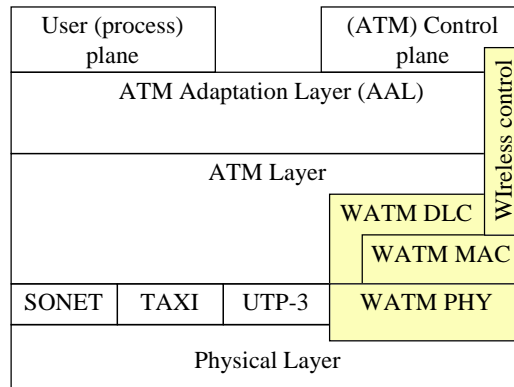 User (process)
plane
(ATM) Control
plane
WIreless control
ATM Adaptation Layer (AAL)
ATM Layer
WATM DLC
WATM MAC
SONET
TAXI
UTP-3
WATM PHY
Physical Layer